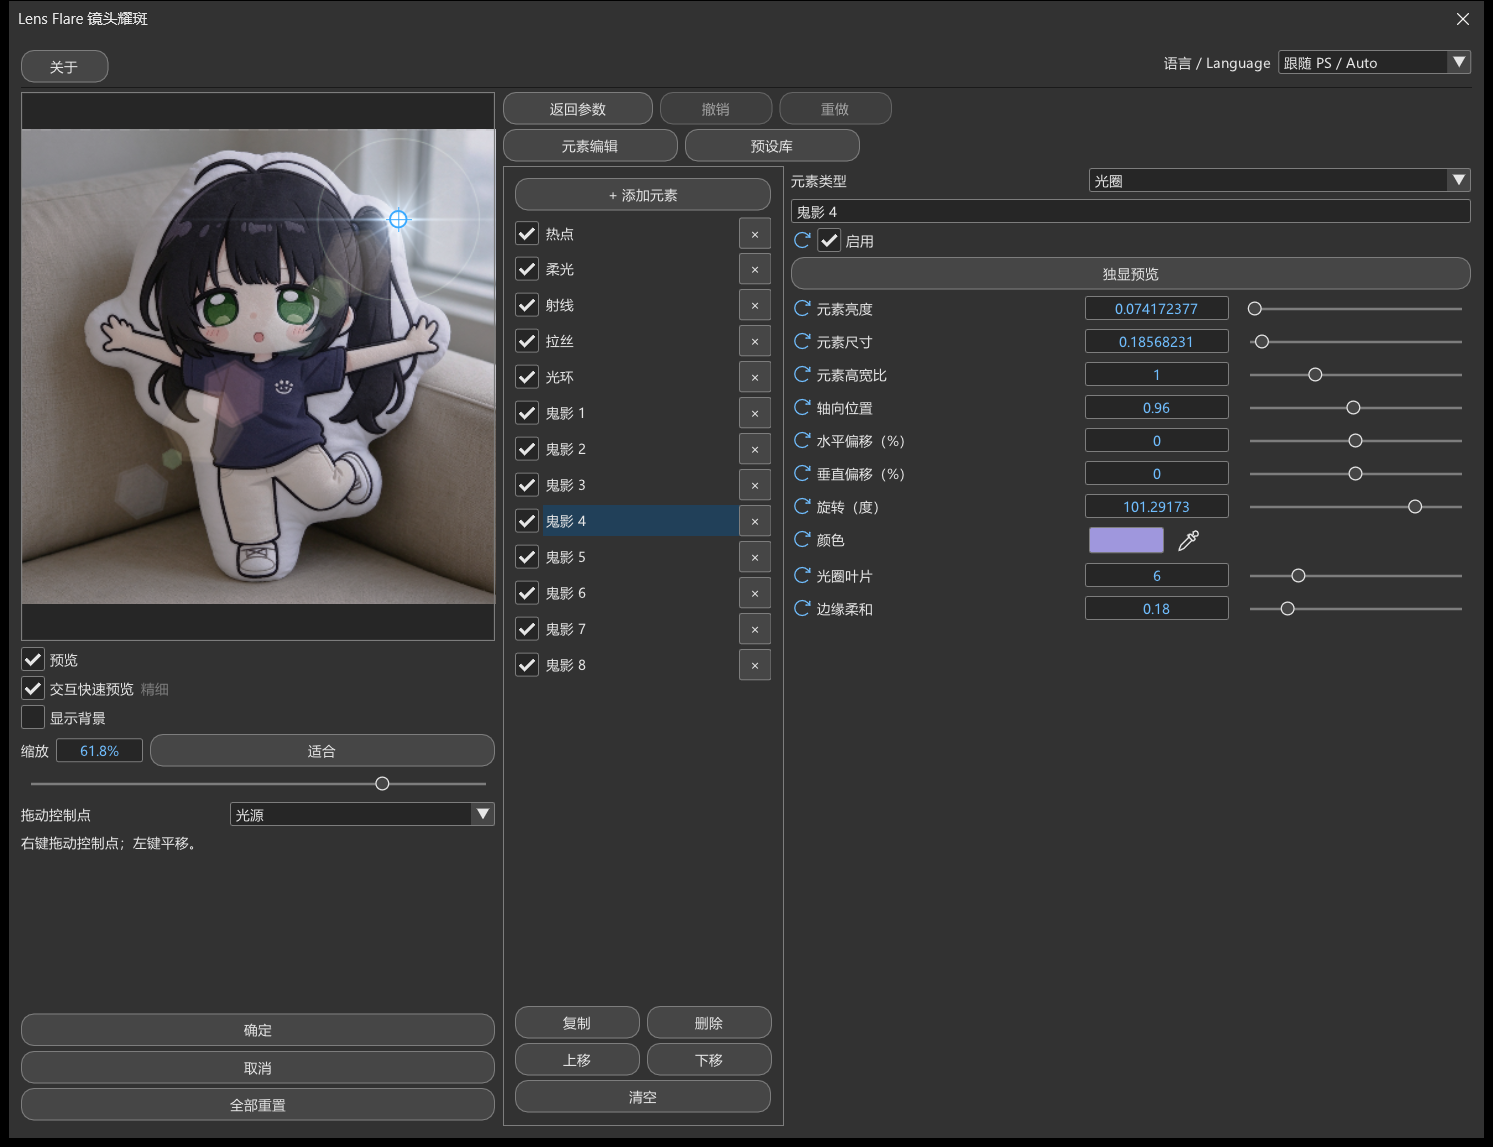 Lens Flare 镜头耀斑
关于
语言 / Language 跟随 PS / Auto
返回参数 撤销 重做
元素编辑 预设库
+ 添加元素
热点 ×
柔光 ×
射线 ×
拉丝 ×
光环 ×
鬼影 1 ×
鬼影 2 ×
鬼影 3 ×
鬼影 4 ×
鬼影 5 ×
鬼影 6 ×
鬼影 7 ×
鬼影 8 ×
复制 删除
上移 下移
清空
元素类型 光圈
鬼影 4
启用
独显预览
元素亮度 0.074172377
元素尺寸 0.18568231
元素高宽比 1
轴向位置 0.96
水平偏移（%） 0
垂直偏移（%） 0
旋转（度） 101.29173
颜色
光圈叶片 6
边缘柔和 0.18
预览
交互快速预览 精细
显示背景
缩放 61.8% 适合
拖动控制点 光源
右键拖动控制点；左键平移。
确定
取消
全部重置